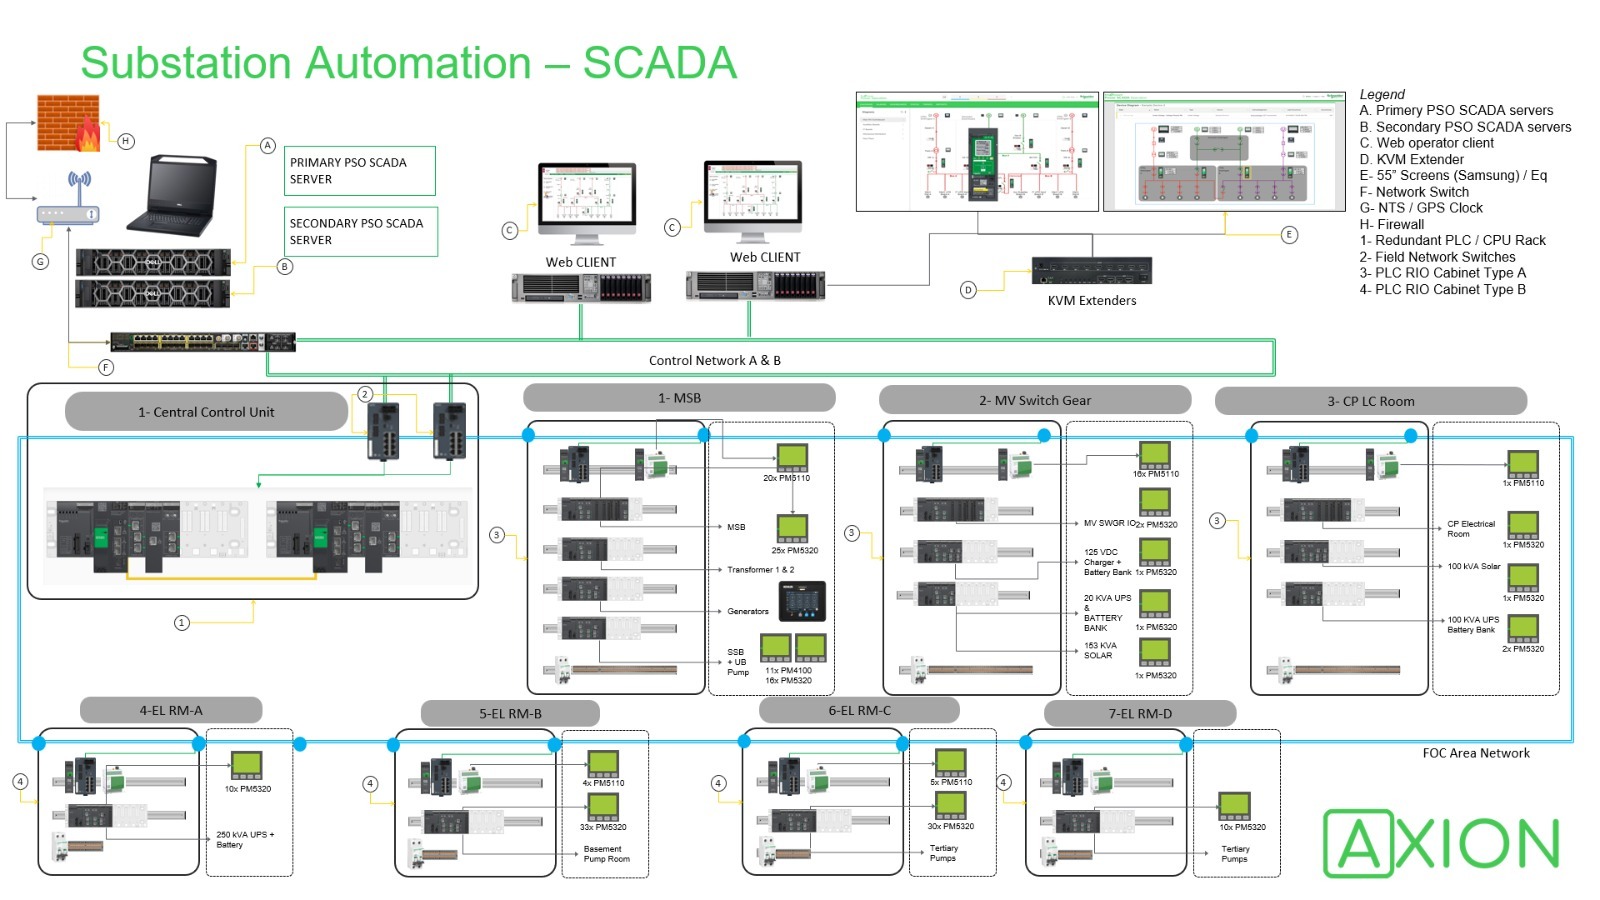 Substation Automation – SCADA
H
A
PRIMARY PSO SCADA
SERVER
SECONDARY PSO SCADA
SERVER
G
B
F
C
Web CLIENT
C
Web CLIENT
D
KVM Extenders
E
Legend
A. Primery PSO SCADA servers
B. Secondary PSO SCADA servers
C. Web operator client
D. KVM Extender
E- 55” Screens (Samsung) / Eq
F- Network Switch
G- NTS / GPS Clock
H- Firewall
1- Redundant PLC / CPU Rack
2- Field Network Switches
3- PLC RIO Cabinet Type A
4- PLC RIO Cabinet Type B
Control Network A & B
1- Central Control Unit
2
1
1- MSB
3
20x PM5110
MSB
25x PM5320
Transformer 1 & 2
Generators
SSB
+ UB
Pump
11x PM4100
16x PM5320
2- MV Switch Gear
3
16x PM5110
MV SWGR IO
2x PM5320
125 VDC
Charger +
Battery Bank
1x PM5320
20 KVA UPS
&
BATTERY
BANK
1x PM5320
153 KVA
SOLAR
1x PM5320
3- CP LC Room
3
1x PM5110
CP Electrical
Room
1x PM5320
100 kVA Solar
1x PM5320
100 KVA UPS
Battery Bank
2x PM5320
4-EL RM-A
4
10x PM5320
250 kVA UPS +
Battery
5-EL RM-B
4
4x PM5110
33x PM5320
Basement
Pump Room
6-EL RM-C
4
5x PM5110
30x PM5320
Tertiary
Pumps
7-EL RM-D
4
10x PM5320
Tertiary
Pumps
FOC Area Network
AXION